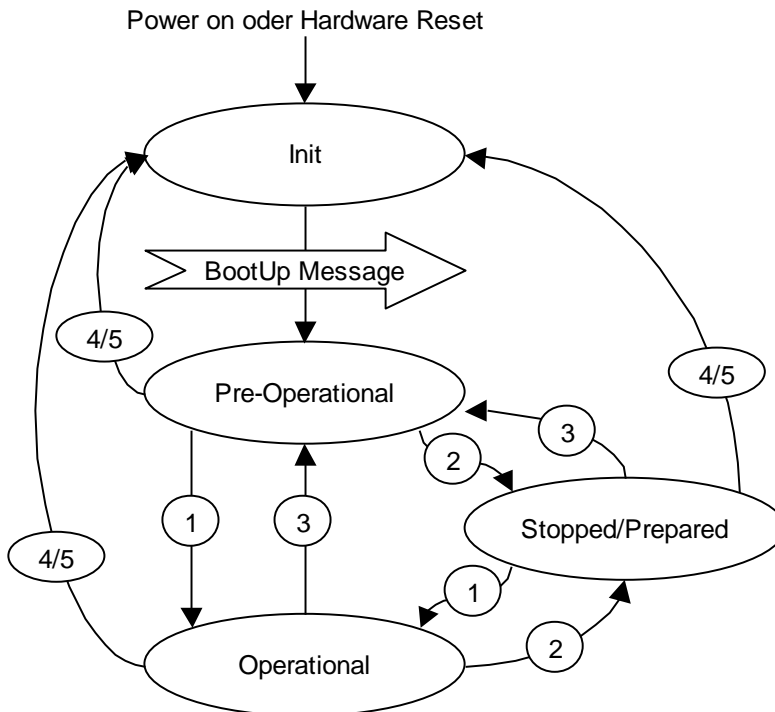 Power on oder Hardware Reset
Init
BootUp Message
4/5
4/5
Pre-Operational
3
2
1
3
Stopped/Prepared
4/5
1
2
Operational